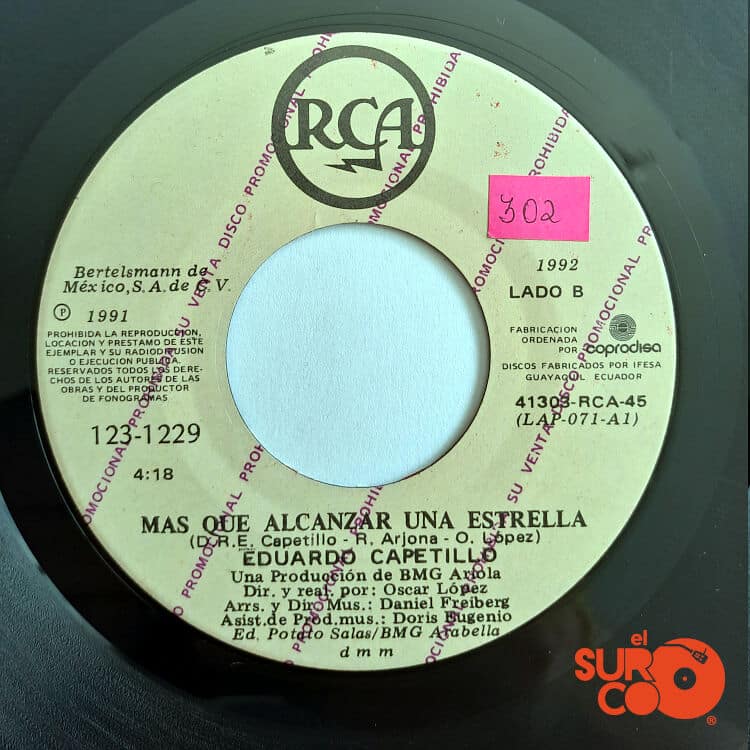 RCA
302
Bertelsmann de
México, S.A. de C.V.
Ⓟ 1991
PROHIBIDA LA REPRODUCCION,
LOCACION Y PRESTAMO DE ESTE
EJEMPLAR Y SU RADIODIFUSION
O EJECUCION PUBLICA.
RESERVADOS TODOS LOS DERE-
CHOS DE LOS AUTORES DE LAS
OBRAS Y DEL PRODUCTOR
DE FONOGRAMAS
123-1229
4:18
1992
LADO B
FABRICACION
ORDENADA
POR coprodisa
DISCOS FABRICADOS POR IFESA
GUAYAQUIL ECUADOR
41303-RCA-45
(LAP-071-A1)
MAS QUE ALCANZAR UNA ESTRELLA
(D.R.E. Capetillo - R. Arjona - O. López)
EDUARDO CAPETILLO
Una Producción de BMG Ariola
Dir. y real. por: Oscar López
Arrs. y Dir. Mus.: Daniel Freiberg
Asist. de Prod. mus.: Doris Eugenio
Ed. Potato Salas/BMG Arabella
d m m
DISCO PROMOCIONAL PROHIBIDA SU VENTA DISCO PROMOCIONAL PROHIBIDA
el
SUR
CO
®